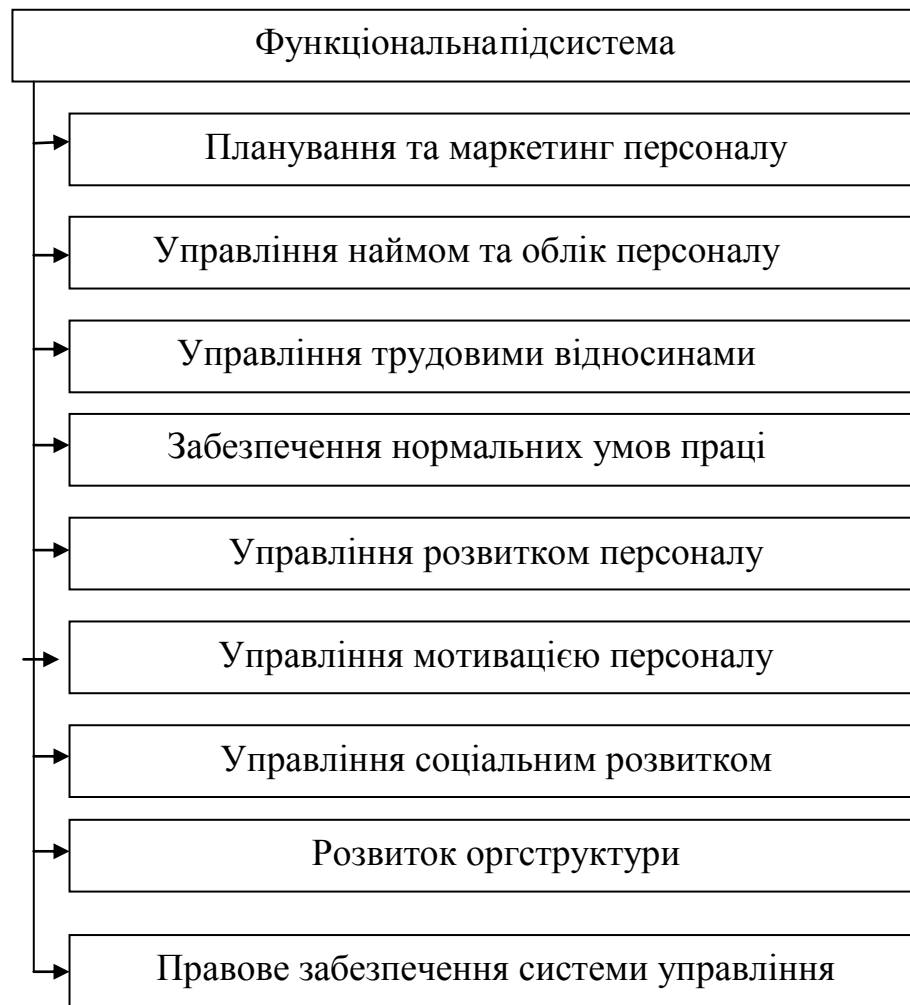 Функціональнапідсистема
Планування та маркетинг персоналу
Управління наймом та облік персоналу
Управління трудовими відносинами
Забезпечення нормальних умов праці
Управління розвитком персоналу
Управління мотивацією персоналу
Управління соціальним розвитком
Розвиток оргструктури
Правове забезпечення системи управління